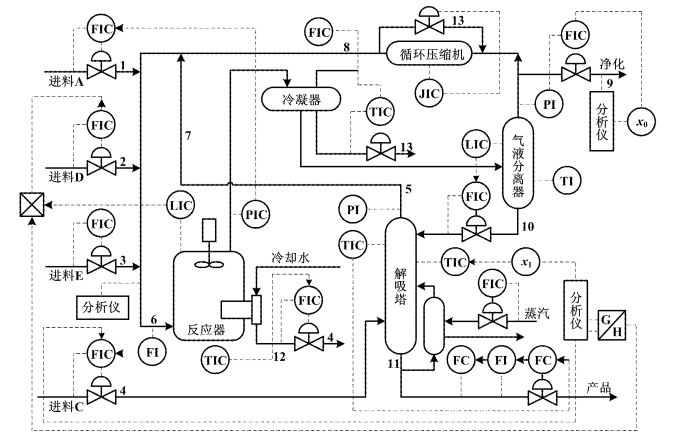 FIC
进料A
1
FIC
进料D
2
FIC
进料E
3
分析仪
FIC
进料C
4
LIC
6
FI
7
反应器
TIC
12
冷却水
FIC
4
PIC
8
FIC
冷凝器
TIC
13
13
循环压缩机
JIC
FIC
PI
净化
9
分析仪
x0
LIC
气液分离器
TI
FIC
10
5
PI
TIC
解吸塔
TIC
x1
FIC
蒸汽
分析仪
G
H
11
FC
FI
FC
产品